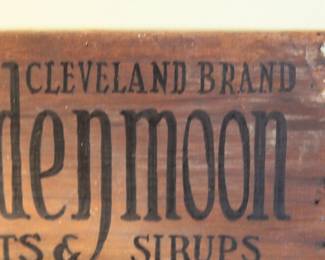 CLEVELAND BRAND
denmoon
TS & SIRUPS